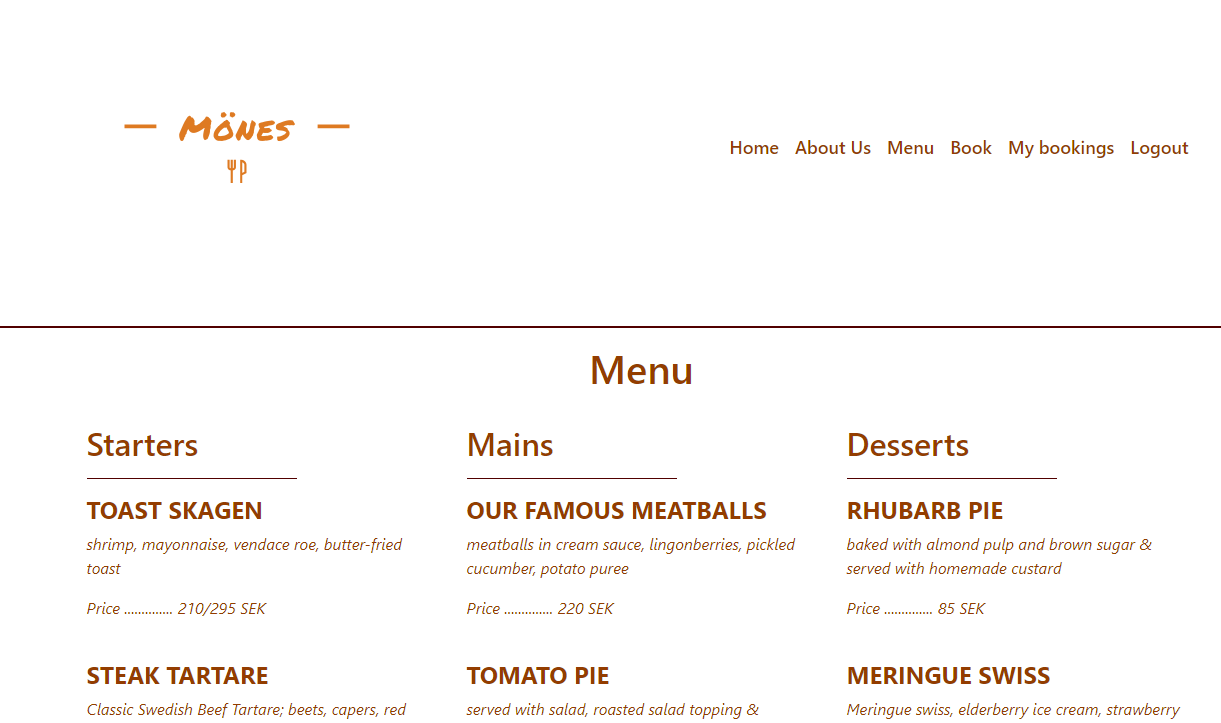 Mönes
Home About Us Menu Book My bookings Logout
Menu
Starters
TOAST SKAGEN
shrimp, mayonnaise, vendace roe, butter-fried
toast
Price .............. 210/295 SEK
STEAK TARTARE
Classic Swedish Beef Tartare; beets, capers, red
Mains
OUR FAMOUS MEATBALLS
meatballs in cream sauce, lingonberries, pickled
cucumber, potato puree
Price .............. 220 SEK
TOMATO PIE
served with salad, roasted salad topping &
Desserts
RHUBARB PIE
baked with almond pulp and brown sugar &
served with homemade custard
Price .............. 85 SEK
MERINGUE SWISS
Meringue swiss, elderberry ice cream, strawberry